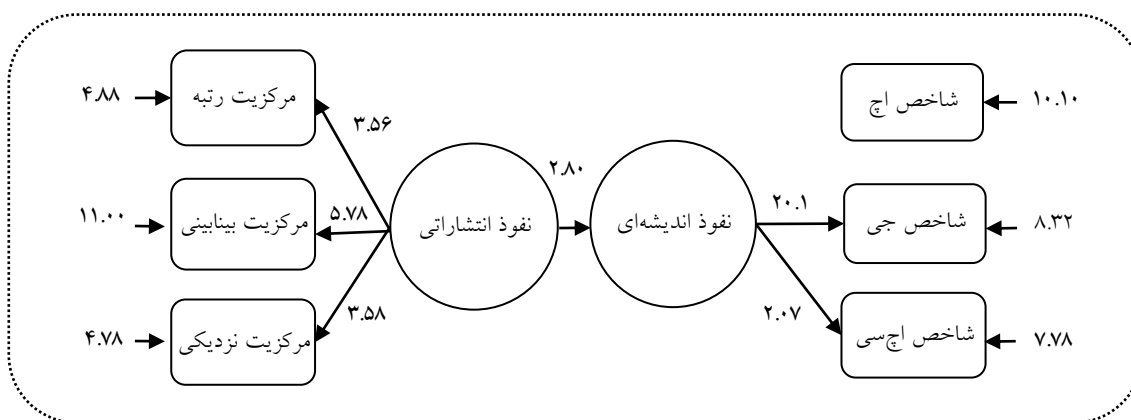 شاخص اچ
۱۰.۱۰
مرکزیت رتبه
۴.۸۸
۳.۵۶
۲.۸۰
۲۰.۱
شاخص جی
۸.۳۲
نفوذ اندیشه‌ای
نفوذ انتشاراتی
۵.۷۸
مرکزیت بینابینی
۱۱.۰۰
۲.۰۷
۳.۵۸
شاخص اچ‌سی
۷.۷۸
مرکزیت نزدیکی
۴.۷۸